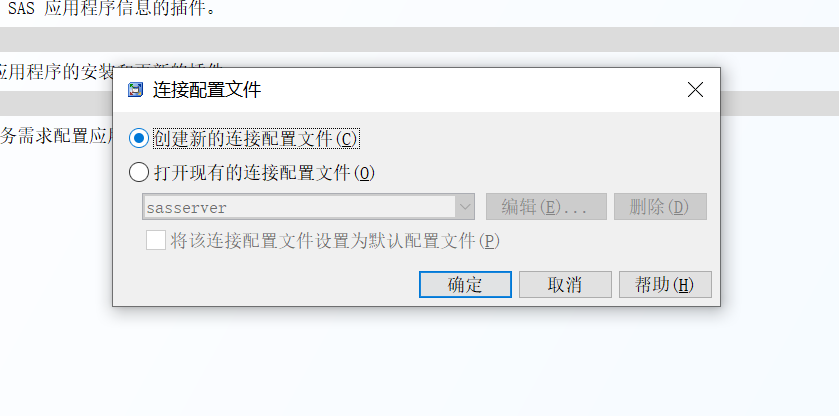 SAS 应用程序信息的插件。
应用程序的安装和更新的插件
连接配置文件
务需求配置应
创建新的连接配置文件(C)
打开现有的连接配置文件(O)
sasserver
编辑(E)...
删除(D)
将该连接配置文件设置为默认配置文件(P)
确定
取消
帮助(H)